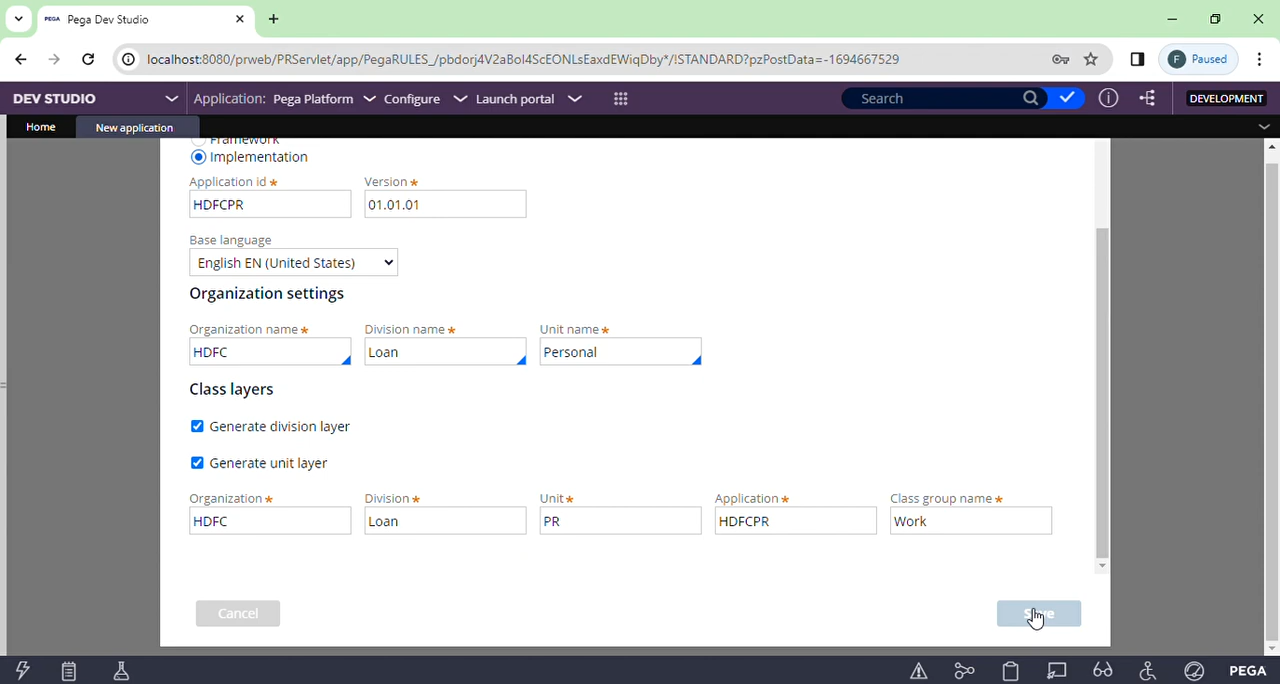 PEGA Pega Dev Studio
localhost:8080/prweb/PRServlet/app/PegaRULES_/pbdorj4V2aBol4ScEONLsEaxdEWiqDby*/!STANDARD?pzPostData=-1694667529
F Paused
DEV STUDIO Application: Pega Platform Configure Launch portal Search DEVELOPMENT
Home New application
Framework
Implementation
Application id * Version *
HDFCPR 01.01.01
Base language
English EN (United States)
Organization settings
Organization name * Division name * Unit name *
HDFC Loan Personal
Class layers
Generate division layer
Generate unit layer
Organization * Division * Unit * Application * Class group name *
HDFC Loan PR HDFCPR Work
Cancel Save
PEGA